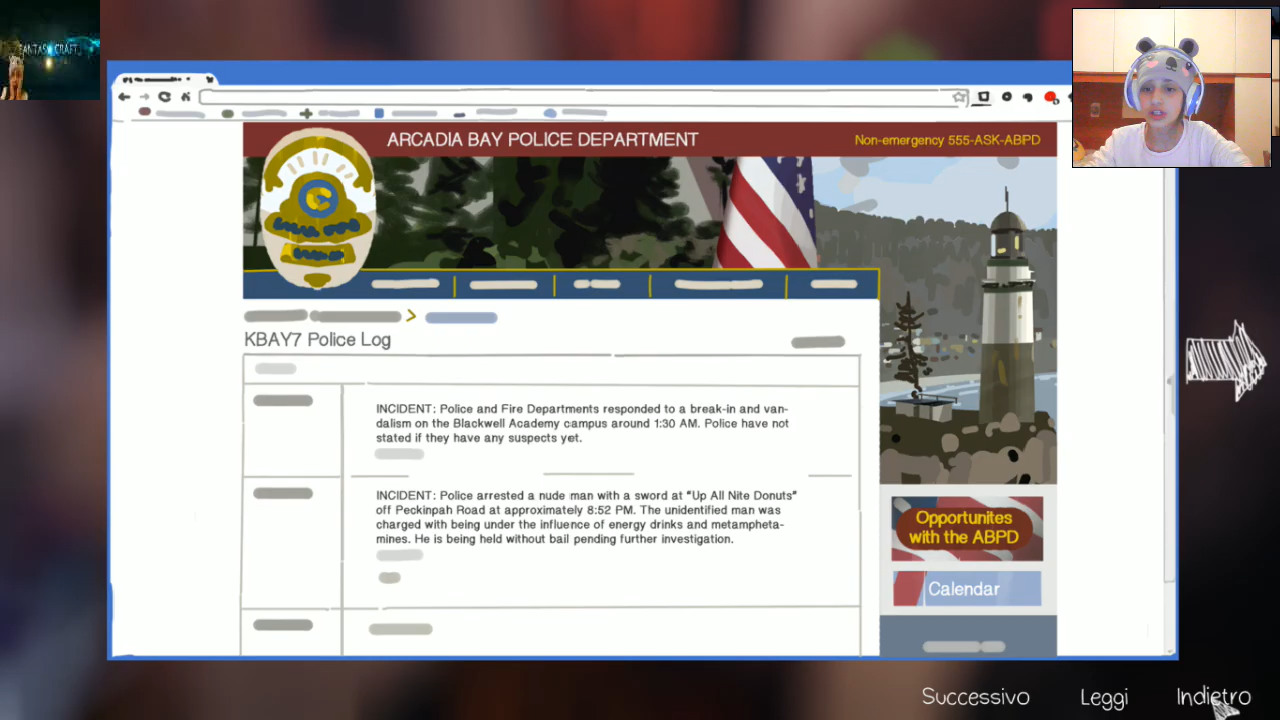 FANTASY CRAFT
ARCADIA BAY POLICE DEPARTMENT
Non-emergency 555-ASK-ABPD
KBAY7 Police Log
INCIDENT: Police and Fire Departments responded to a break-in and van-
dalism on the Blackwell Academy campus around 1:30 AM. Police have not
stated if they have any suspects yet.
INCIDENT: Police arrested a nude man with a sword at “Up All Nite Donuts”
off Peckinpah Road at approximately 8:52 PM. The unidentified man was
charged with being under the influence of energy drinks and metampheta-
mines. He is being held without bail pending further investigation.
Opportunites
with the ABPD
Calendar
Successivo
Leggi
Indietro